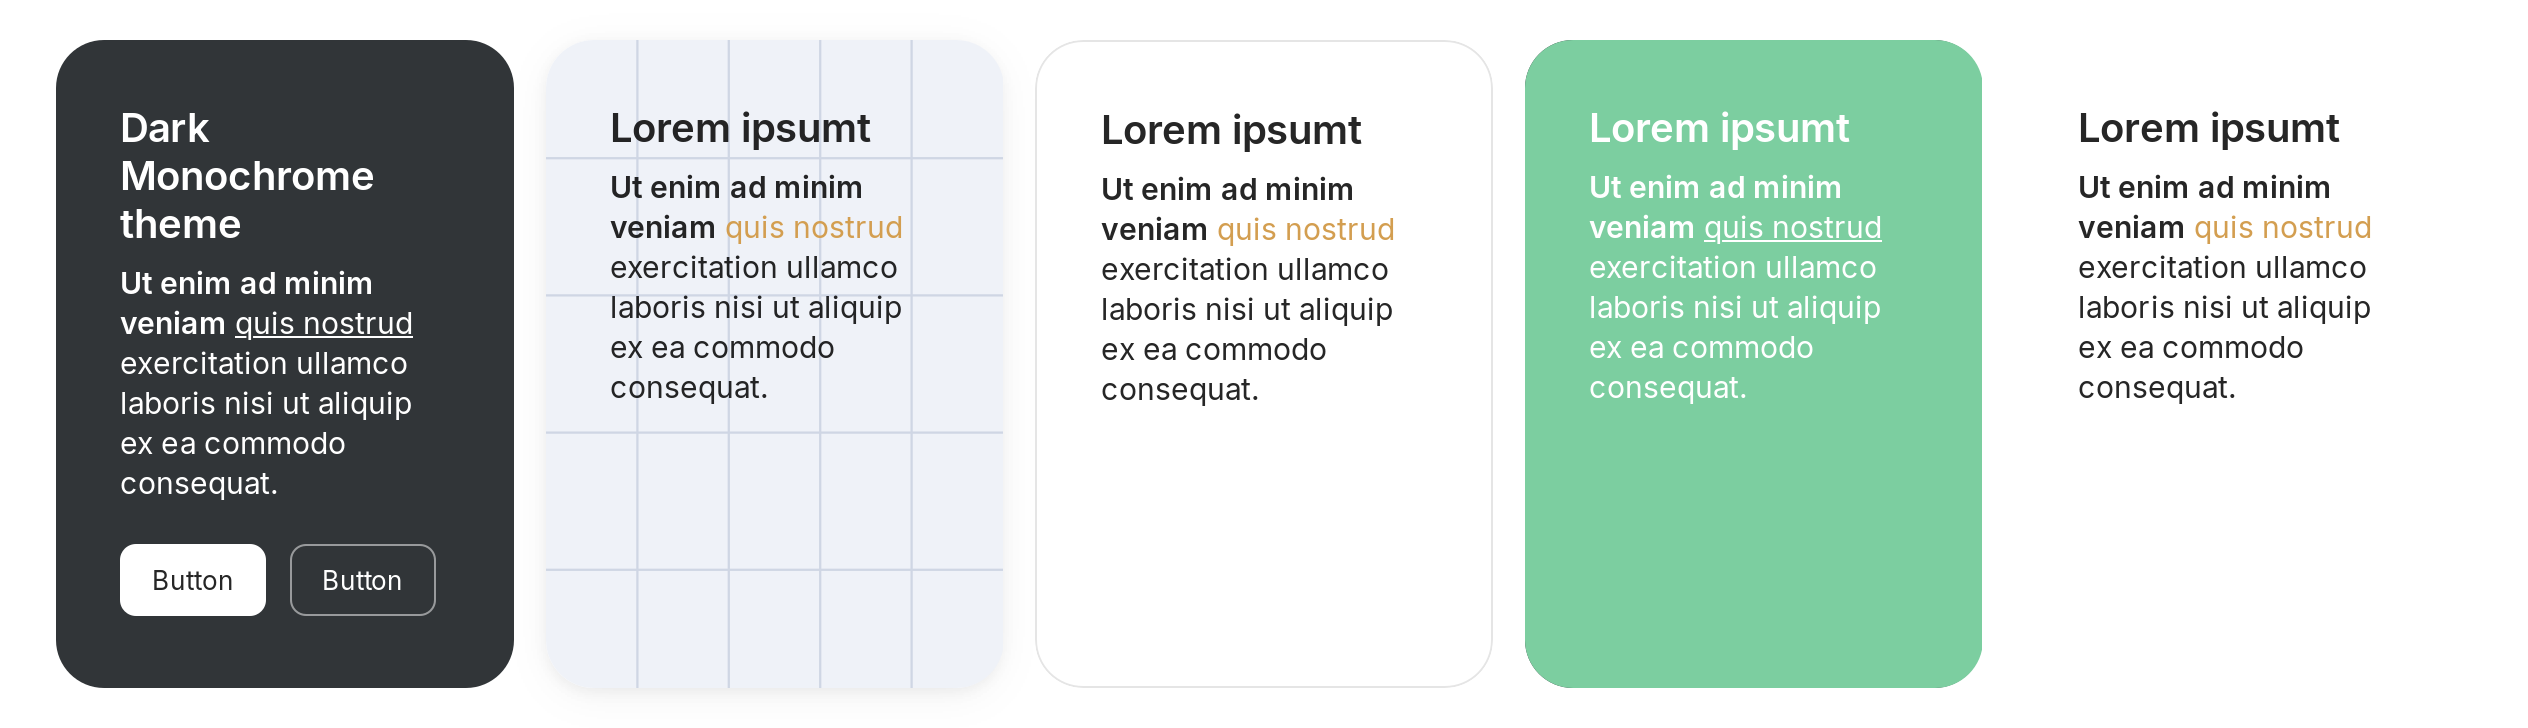 Dark
Monochrome
theme
Ut enim ad minim
veniam quis nostrud
exercitation ullamco
laboris nisi ut aliquip
ex ea commodo
consequat.
Button
Button
Lorem ipsumt
Ut enim ad minim
veniam quis nostrud
exercitation ullamco
laboris nisi ut aliquip
ex ea commodo
consequat.
Lorem ipsumt
Ut enim ad minim
veniam quis nostrud
exercitation ullamco
laboris nisi ut aliquip
ex ea commodo
consequat.
Lorem ipsumt
Ut enim ad minim
veniam quis nostrud
exercitation ullamco
laboris nisi ut aliquip
ex ea commodo
consequat.
Lorem ipsumt
Ut enim ad minim
veniam quis nostrud
exercitation ullamco
laboris nisi ut aliquip
ex ea commodo
consequat.